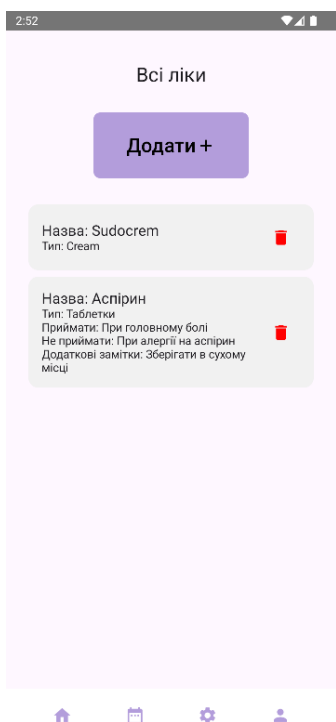 2:52
Всі ліки
Додати +
Назва: Sudocrem
Тип: Cream
Назва: Аспірин
Тип: Таблетки
Приймати: При головному болі
Не приймати: При алергії на аспірин
Додаткові замітки: Зберігати в сухому
місці